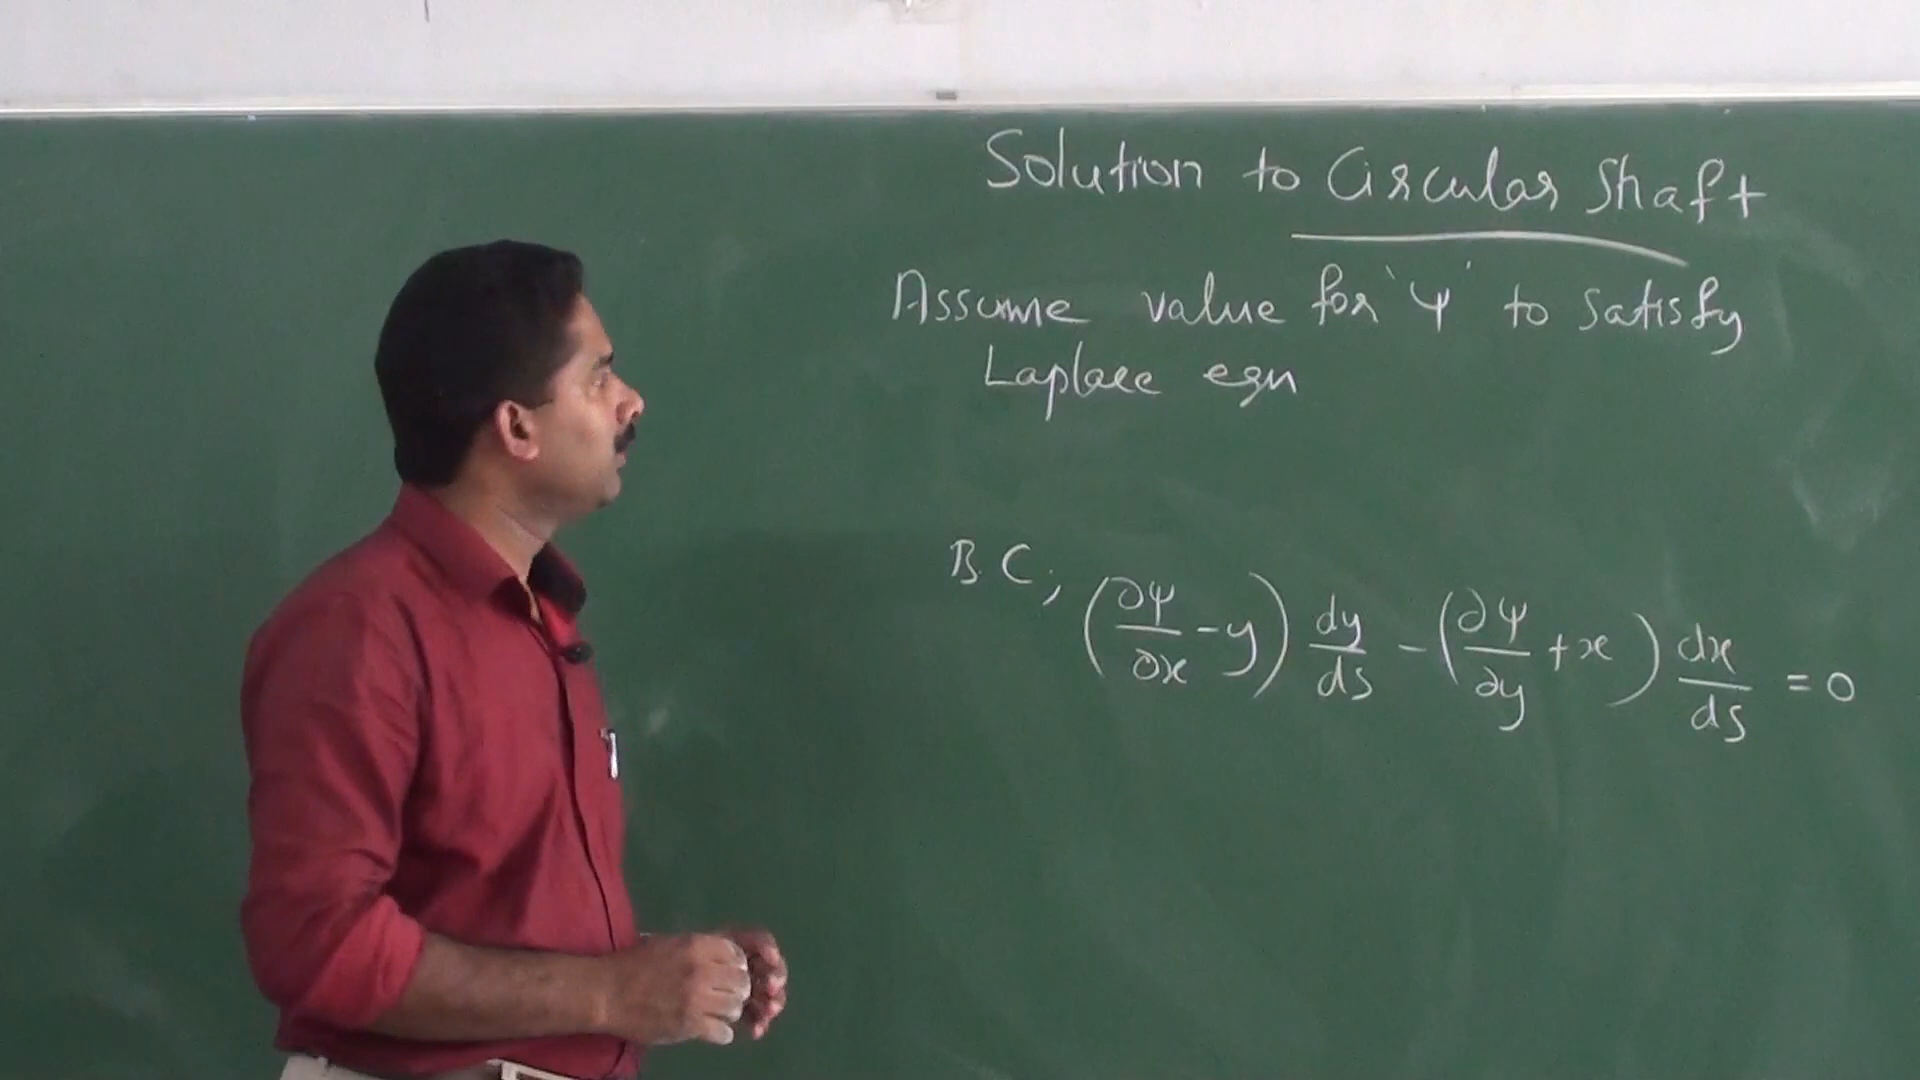 Solution to Circular Shaft
Assume value for 'ψ' to satisfy
Laplace eqn
B.C., (∂ψ/∂x - y) dy/ds - (∂ψ/∂y + x) dx/ds = 0